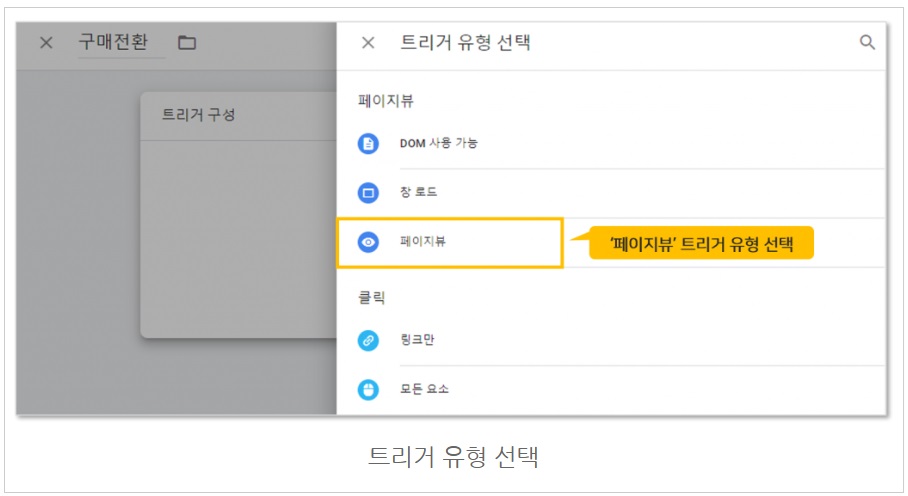 구매전환
트리거 유형 선택
트리거 구성
페이지뷰
DOM 사용 가능
창 로드
페이지뷰
'페이지뷰' 트리거 유형 선택
클릭
링크만
모든 요소
트리거 유형 선택